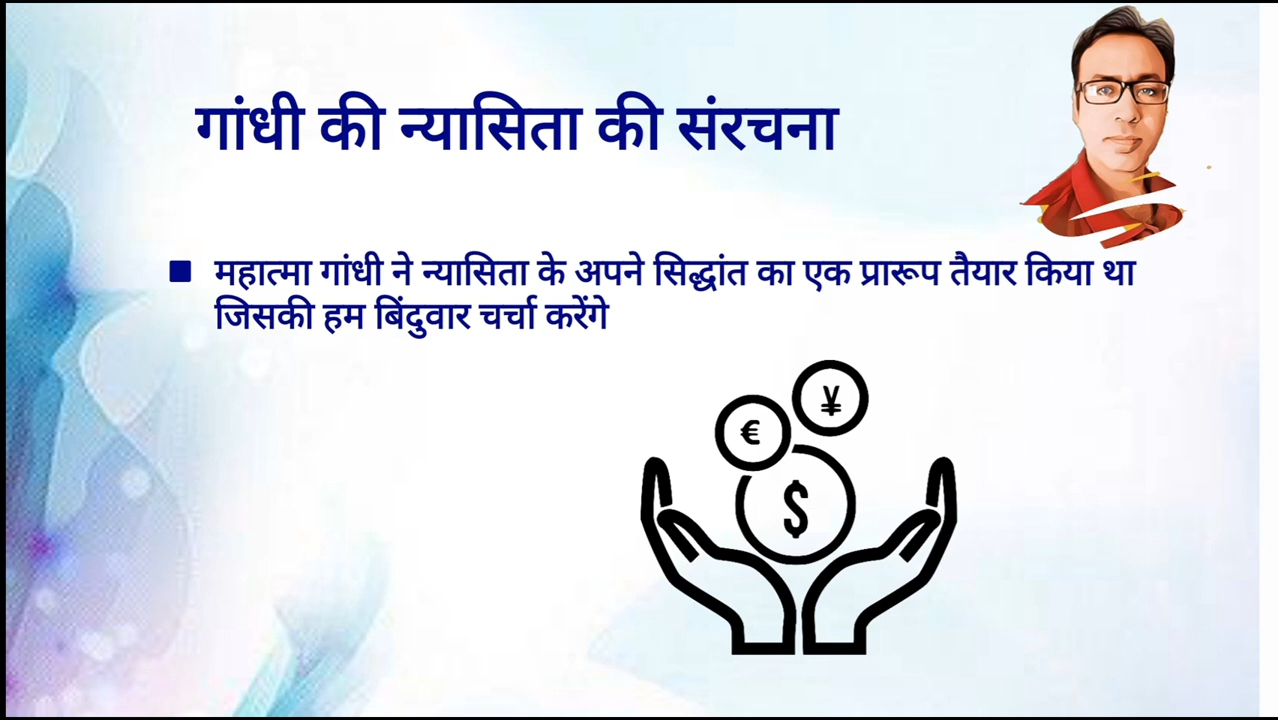 गांधी की न्यासिता की संरचना
महात्मा गांधी ने न्यासिता के अपने सिद्धांत का एक प्रारूप तैयार किया था
जिसकी हम बिंदुवार चर्चा करेंगे
¥
€
$